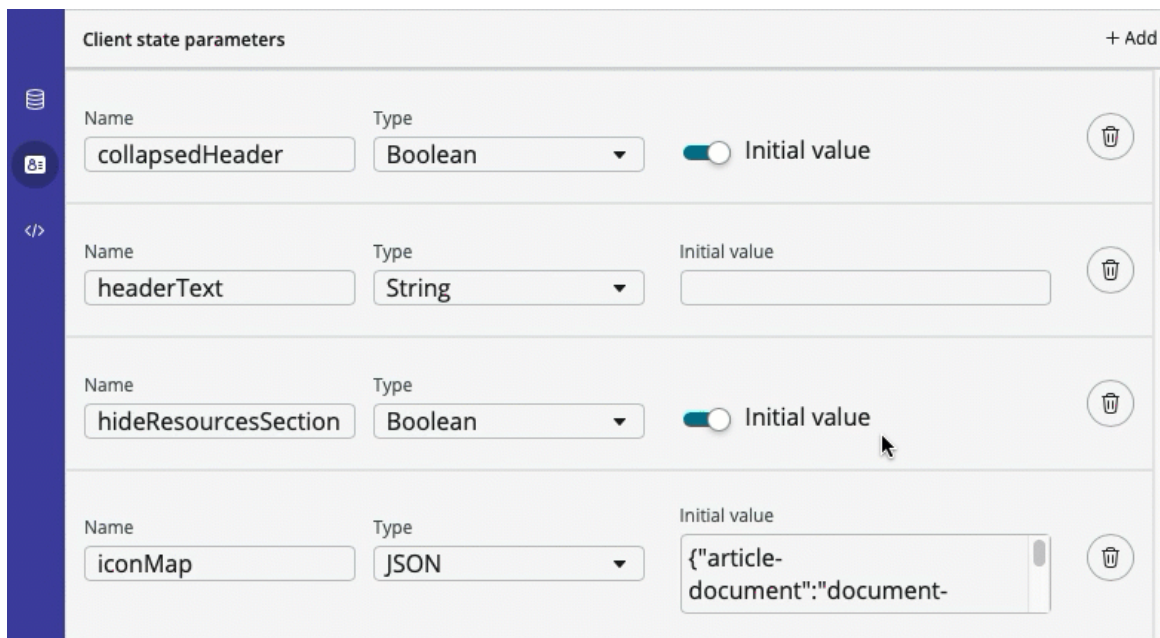 Client state parameters + Add
Name Type
collapsedHeader Boolean Initial value
Name Type Initial value
headerText String
Name Type
hideResourcesSection Boolean Initial value
Initial value
Name Type
iconMap JSON {"article-
document":"document-